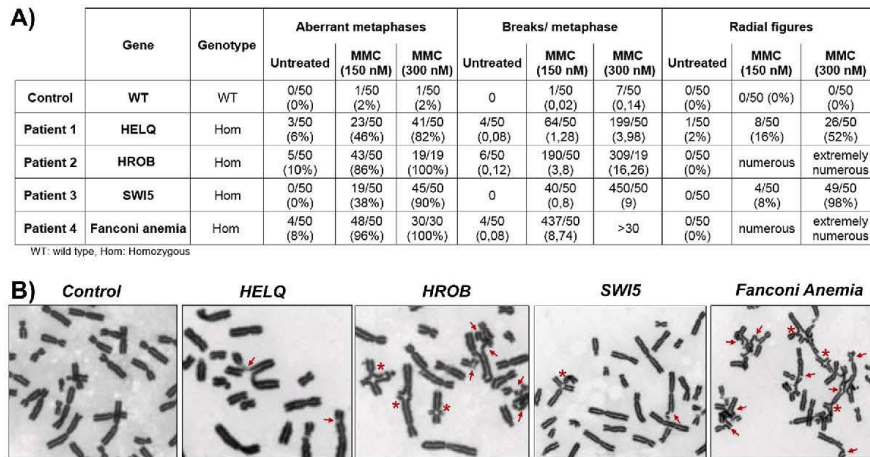 A)
Gene Genotype Aberrant metaphases Breaks/ metaphase Radial figures
Untreated MMC (150 nM) MMC (300 nM) Untreated MMC (150 nM) MMC (300 nM) Untreated MMC (150 nM) MMC (300 nM)
Control WT WT 0/50 (0%) 1/50 (2%) 1/50 (2%) 0 1/50 (0,02) 7/50 (0,14) 0/50 (0%) 0/50 (0%) 0/50 (0%)
Patient 1 HELQ Hom 3/50 (6%) 23/50 (46%) 41/50 (82%) 4/50 (0,08) 64/50 (1,28) 199/50 (3,98) 1/50 (2%) 8/50 (16%) 26/50 (52%)
Patient 2 HROB Hom 5/50 (10%) 43/50 (86%) 19/19 (100%) 6/50 (0,12) 190/50 (3,8) 309/19 (16,26) 0/50 (0%) numerous extremely numerous
Patient 3 SWI5 Hom 0/50 (0%) 19/50 (38%) 45/50 (90%) 0 40/50 (0,8) 450/50 (9) 0/50 4/50 (8%) 49/50 (98%)
Patient 4 Fanconi anemia Hom 4/50 (8%) 48/50 (96%) 30/30 (100%) 4/50 (0,08) 437/50 (8,74) >30 0/50 (0%) numerous extremely numerous
WT: wild type, Hom: Homozygous
B) Control HELQ HROB SWI5 Fanconi Anemia